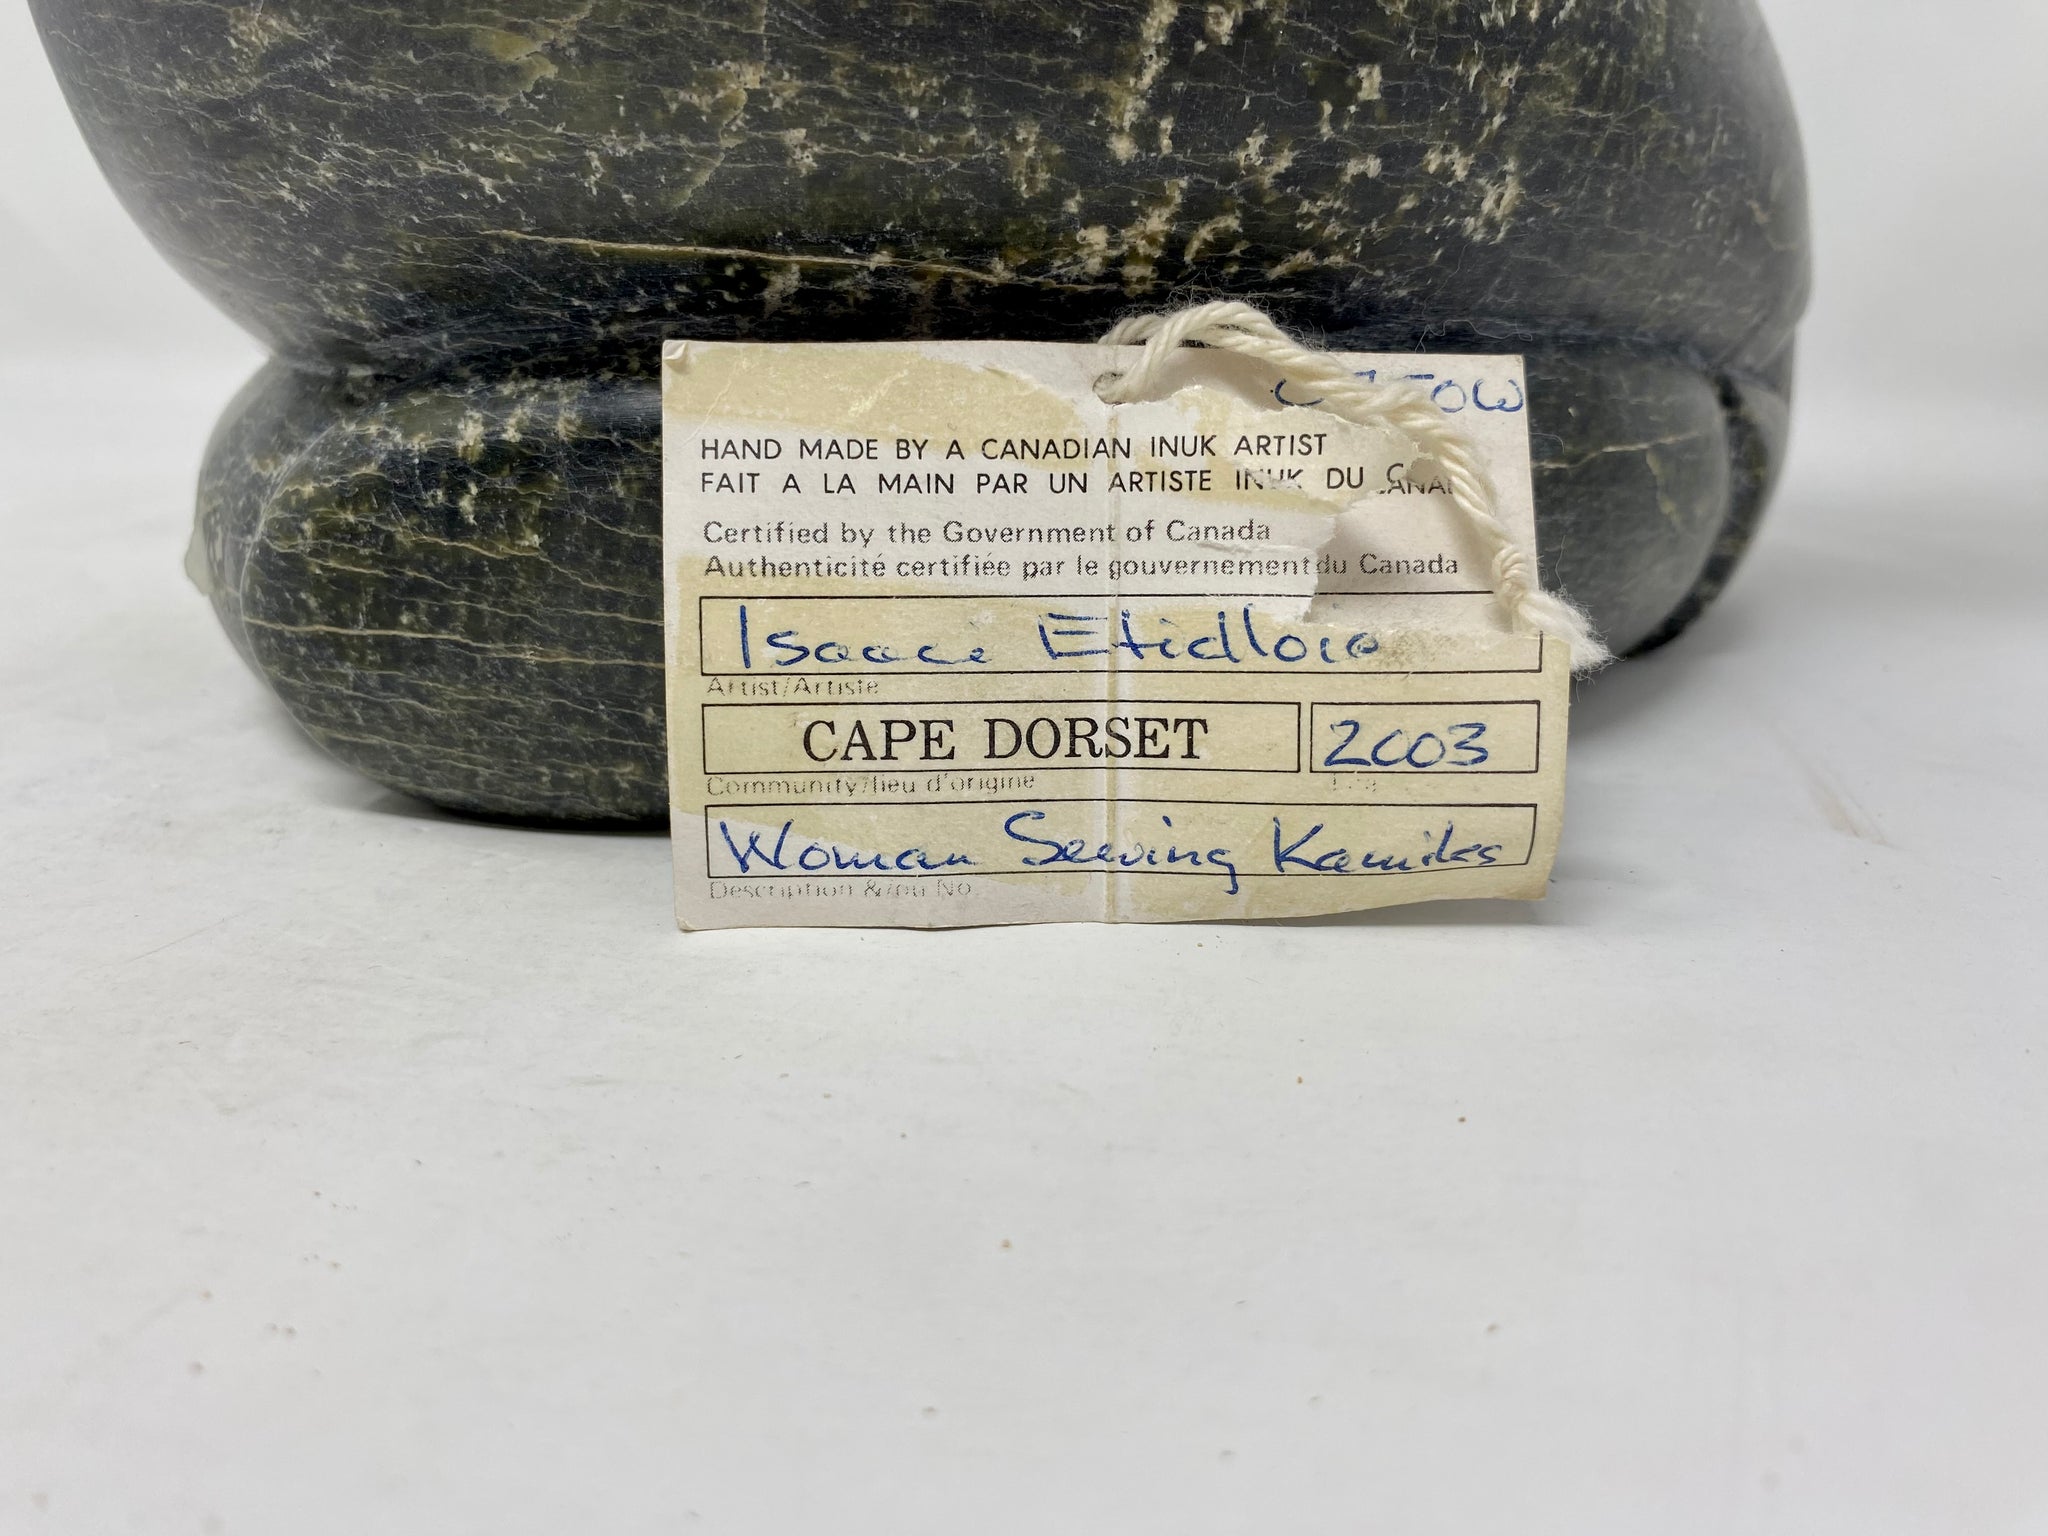 HAND MADE BY A CANADIAN INUK ARTIST
FAIT A LA MAIN PAR UN ARTISTE INUK DU CANA
Certified by the Government of Canada
Authenticité certifiée par le gouvernement du Canada
Isaaci Etidloie
Artist/Artiste
CAPE DORSET 2003
Community/lieu d'origine
Woman Sewing Kamiks
Description &/ou No.